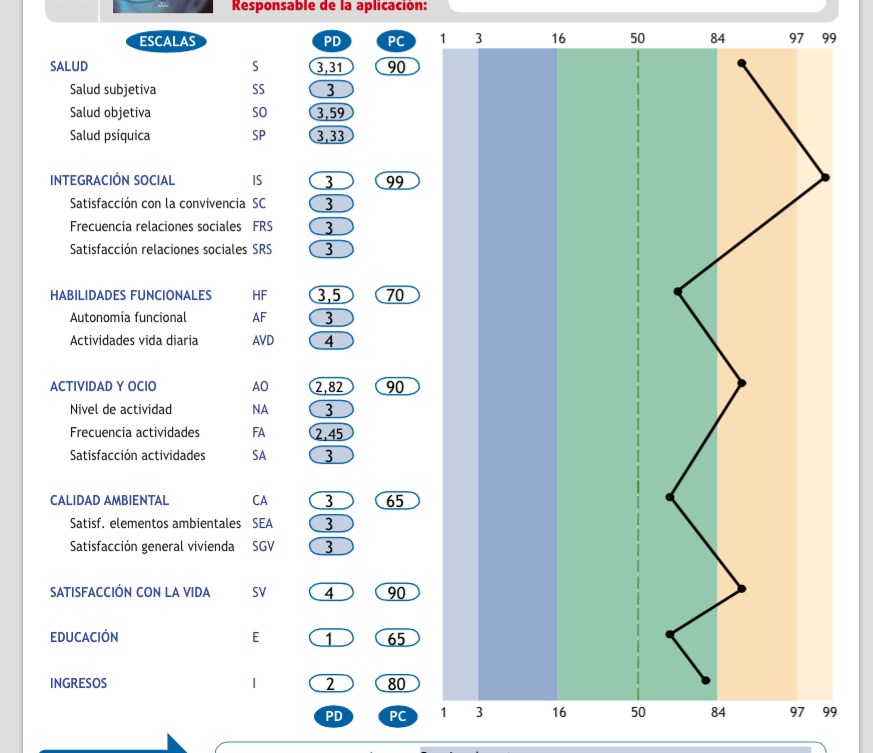 Responsable de la aplicación:
ESCALAS PD PC 1 3 16 50 84 97 99
SALUD S 3,31 90
Salud subjetiva SS 3
Salud objetiva SO 3,59
Salud psíquica SP 3,33
INTEGRACIÓN SOCIAL IS 3 99
Satisfacción con la convivencia SC 3
Frecuencia relaciones sociales FRS 3
Satisfacción relaciones sociales SRS 3
HABILIDADES FUNCIONALES HF 3,5 70
Autonomía funcional AF 3
Actividades vida diaria AVD 4
ACTIVIDAD Y OCIO AO 2,82 90
Nivel de actividad NA 3
Frecuencia actividades FA 2,45
Satisfacción actividades SA 3
CALIDAD AMBIENTAL CA 3 65
Satisf. elementos ambientales SEA 3
Satisfacción general vivienda SGV 3
SATISFACCIÓN CON LA VIDA SV 4 90
EDUCACIÓN E 1 65
INGRESOS I 2 80
PD PC 1 3 16 50 84 97 99